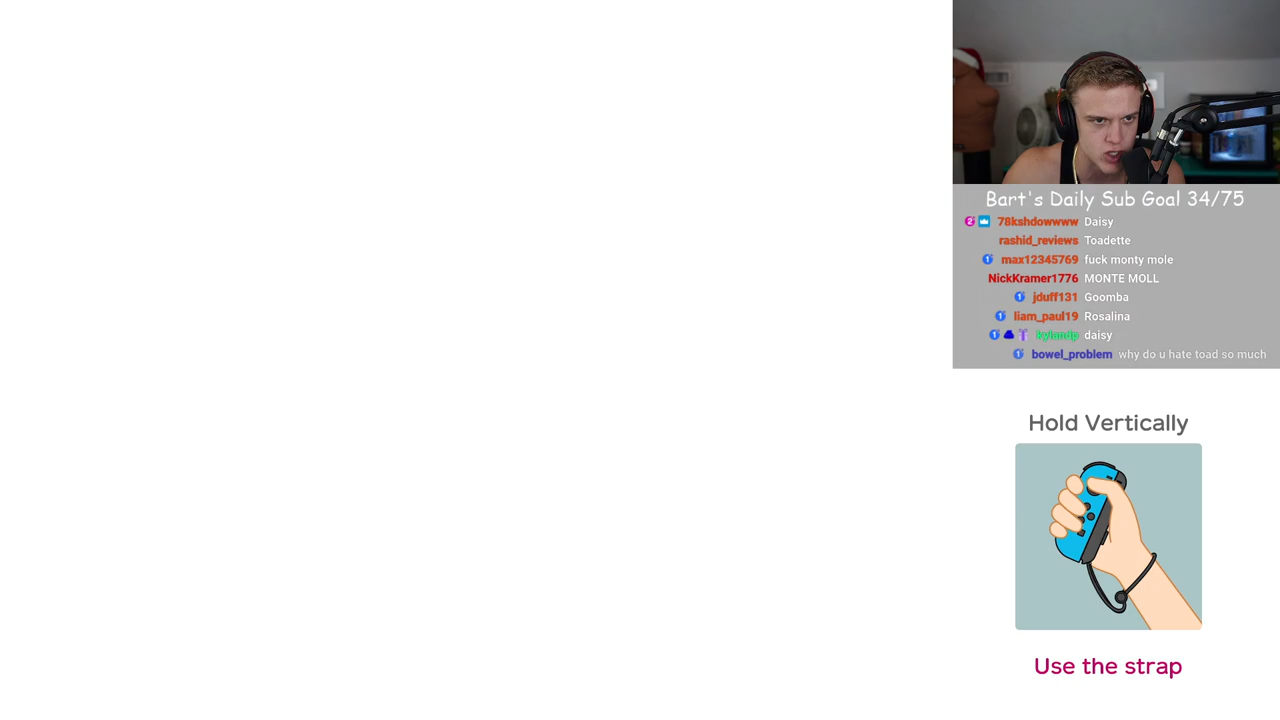 Bart's Daily Sub Goal 34/75
78kshdowwww Daisy
rashid_reviews Toadette
max12345769 fuck monty mole
NickKramer1776 MONTE MOLL
jduff131 Goomba
liam_paul19 Rosalina
kylandp daisy
bowel_problem why do u hate toad so much
Hold Vertically
Use the strap